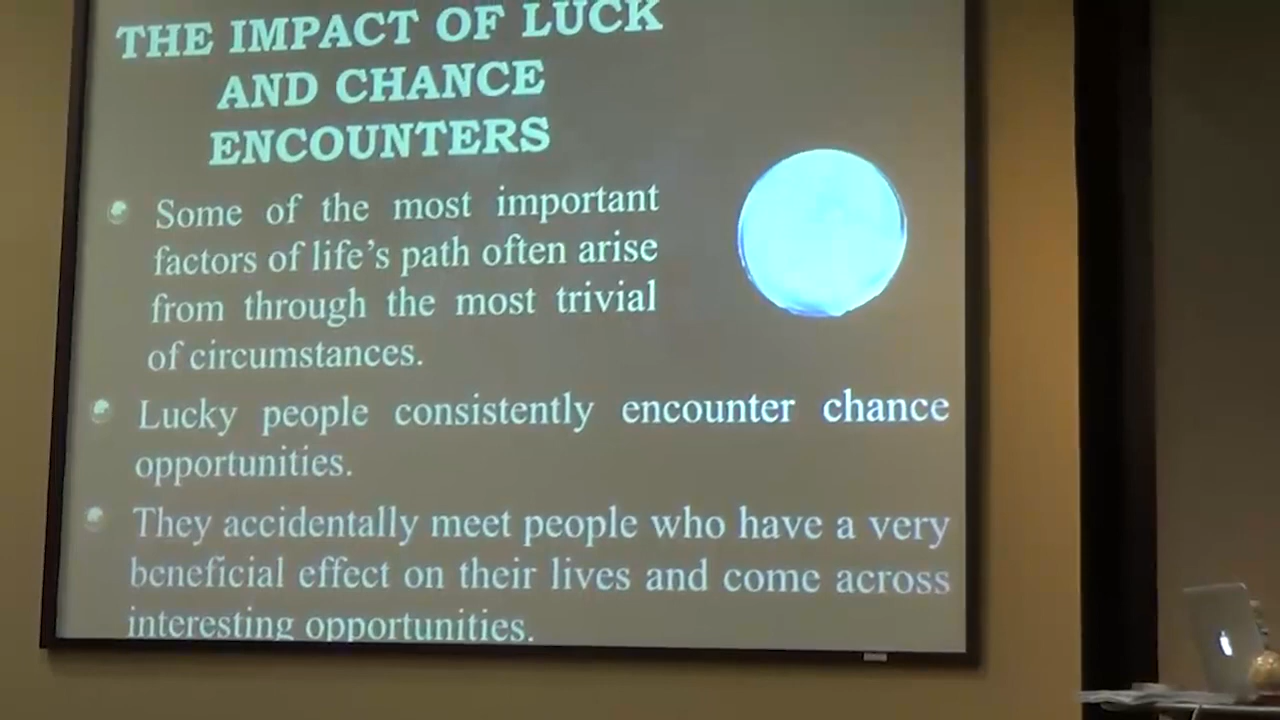 THE IMPACT OF LUCK
AND CHANCE
ENCOUNTERS
Some of the most important
factors of life's path often arise
from through the most trivial
of circumstances.
Lucky people consistently encounter chance
opportunities.
They accidentally meet people who have a very
beneficial effect on their lives and come across
interesting opportunities.